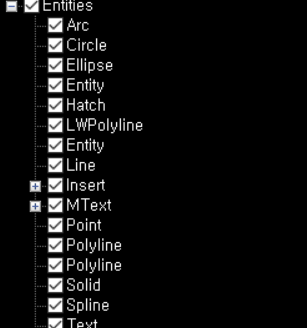 Entities
Arc
Circle
Ellipse
Entity
Hatch
LWPolyline
Entity
Line
Insert
MText
Point
Polyline
Polyline
Solid
Spline
Text